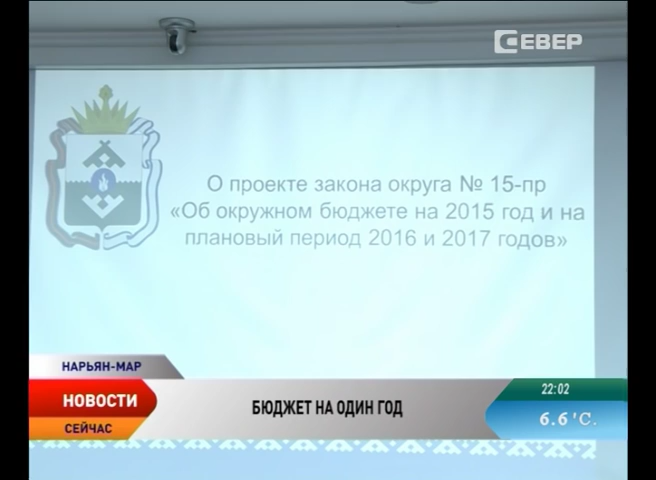 СЕВЕР
О проекте закона округа № 15-пр
«Об окружном бюджете на 2015 год и на
плановый период 2016 и 2017 годов»
НАРЬЯН-МАР
НОВОСТИ
СЕЙЧАС
БЮДЖЕТ НА ОДИН ГОД
22:02
6.6'C.